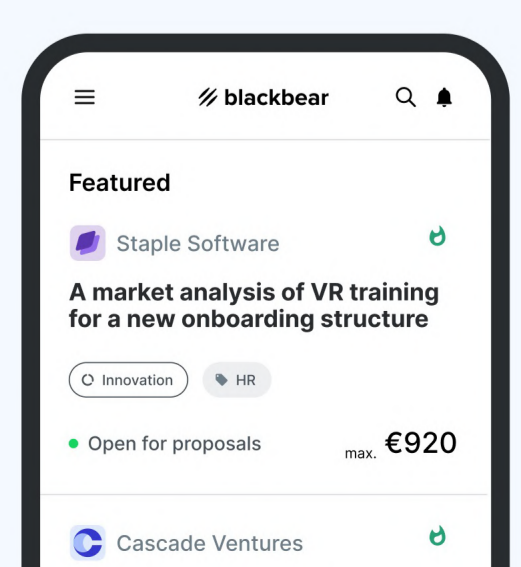 blackbear
Featured
Staple Software
A market analysis of VR training
for a new onboarding structure
Innovation HR
Open for proposals max. €920
Cascade Ventures